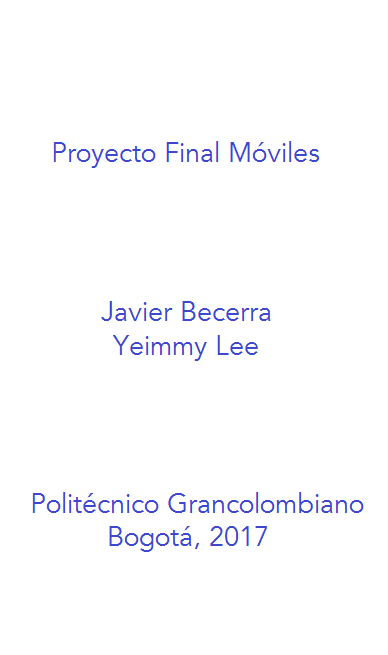 Proyecto Final Móviles
Javier Becerra
Yeimmy Lee
Politécnico Grancolombiano
Bogotá, 2017